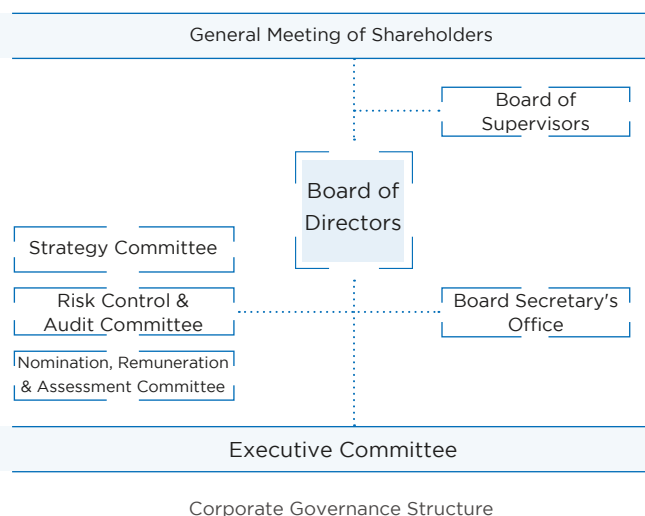 General Meeting of Shareholders
Board of
Supervisors
Board of
Directors
Strategy Committee
Risk Control &
Audit Committee
Nomination, Remuneration
& Assessment Committee
Board Secretary's
Office
Executive Committee
Corporate Governance Structure